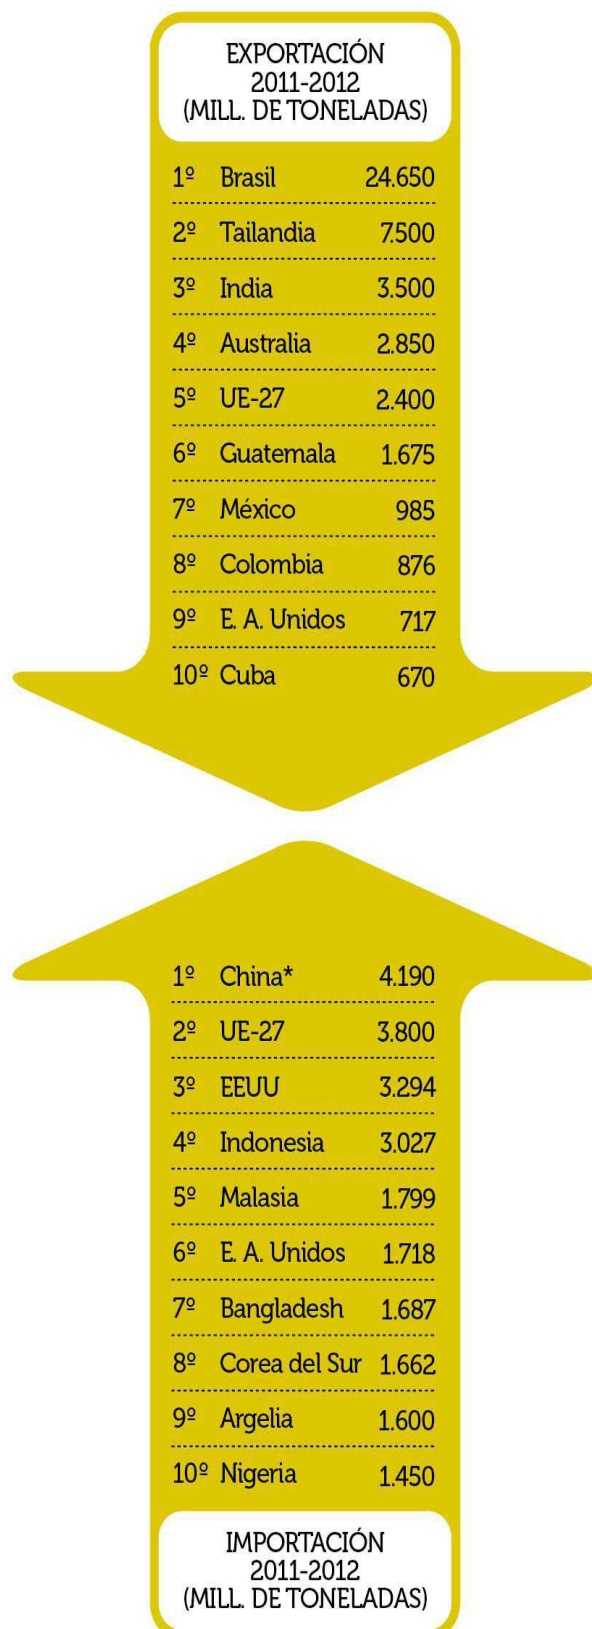 EXPORTACIÓN
2011-2012
(MILL. DE TONELADAS)
1º Brasil 24.650
2º Tailandia 7.500
3º India 3.500
4º Australia 2.850
5º UE-27 2.400
6º Guatemala 1.675
7º México 985
8º Colombia 876
9º E. A. Unidos 717
10º Cuba 670
1º China* 4.190
2º UE-27 3.800
3º EEUU 3.294
4º Indonesia 3.027
5º Malasia 1.799
6º E. A. Unidos 1.718
7º Bangladesh 1.687
8º Corea del Sur 1.662
9º Argelia 1.600
10º Nigeria 1.450
IMPORTACIÓN
2011-2012
(MILL. DE TONELADAS)